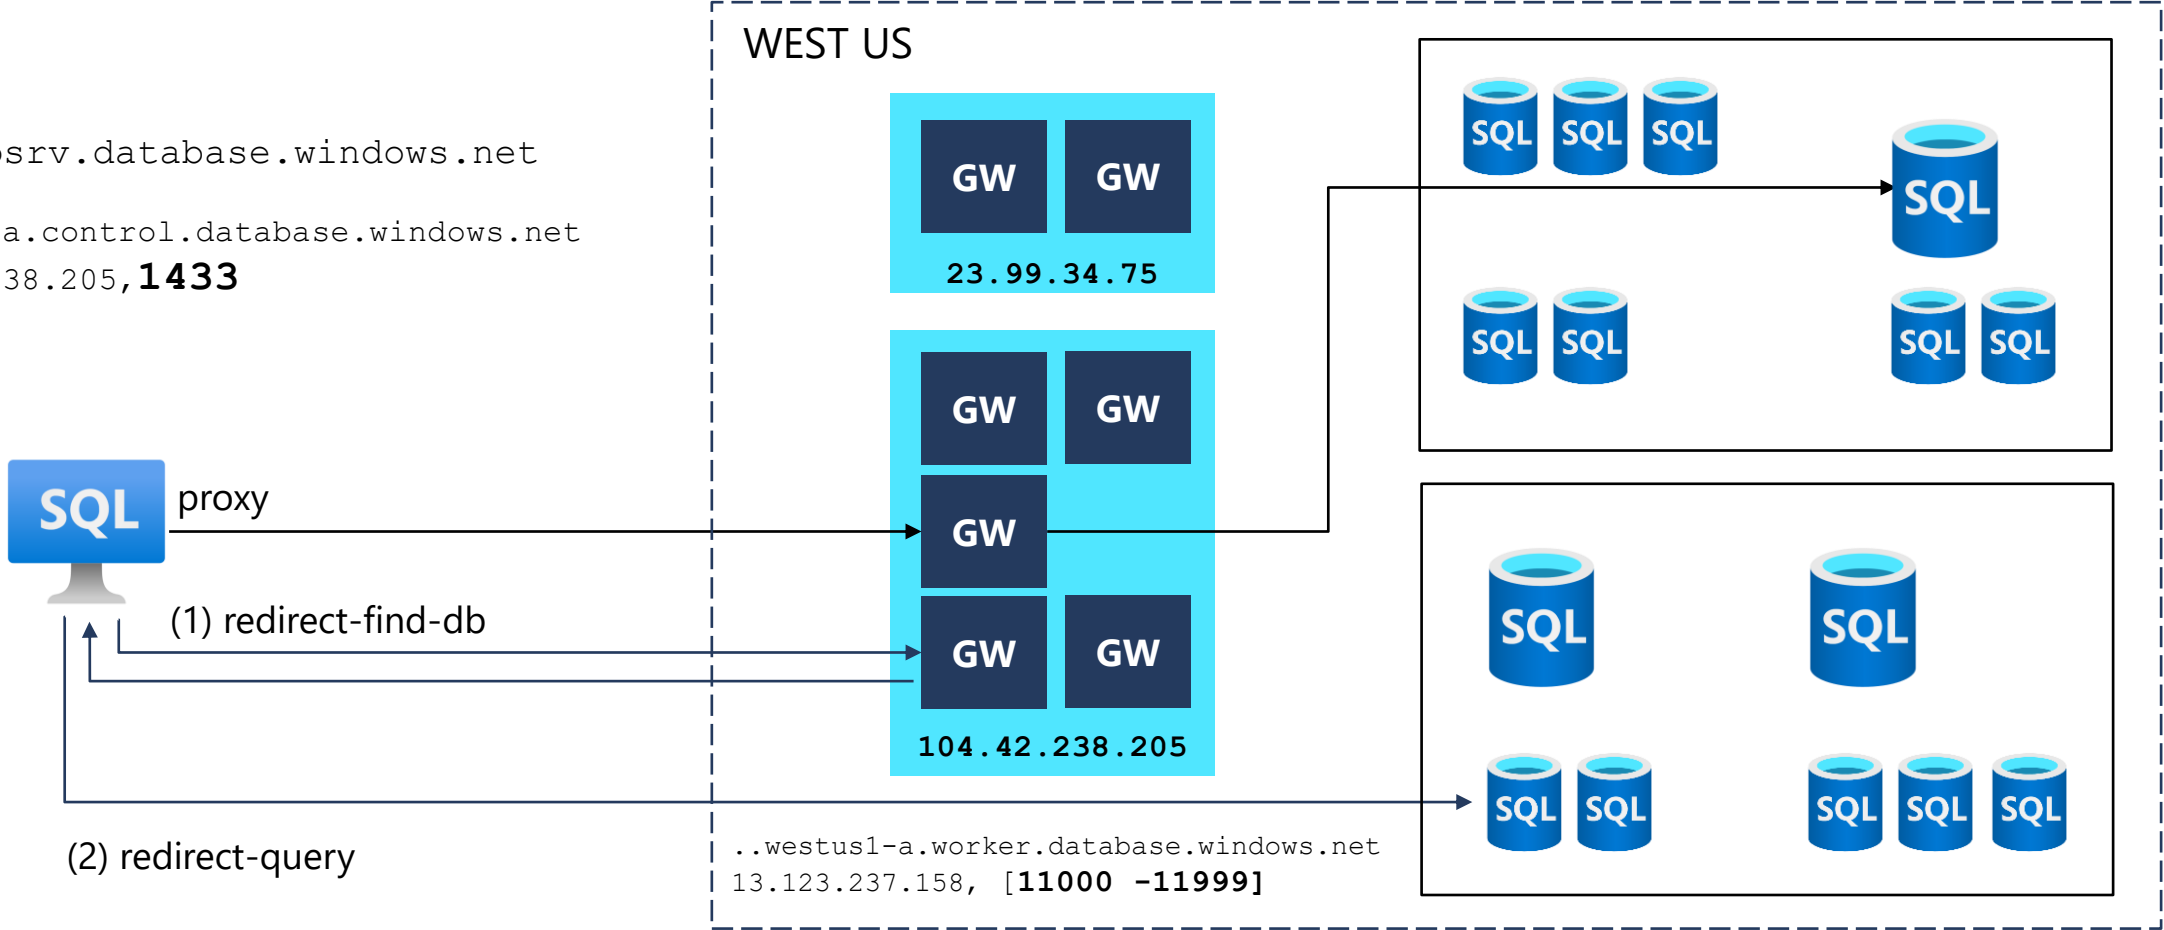 WEST US
osrv.database.windows.net
a.control.database.windows.net
38.205,1433
GW GW
23.99.34.75
GW GW
GW
GW GW
104.42.238.205
SQL
proxy
(1) redirect-find-db
(2) redirect-query
..westus1-a.worker.database.windows.net
13.123.237.158, [11000 -11999]
SQL SQL SQL
SQL
SQL SQL
SQL SQL
SQL SQL
SQL SQL
SQL SQL SQL